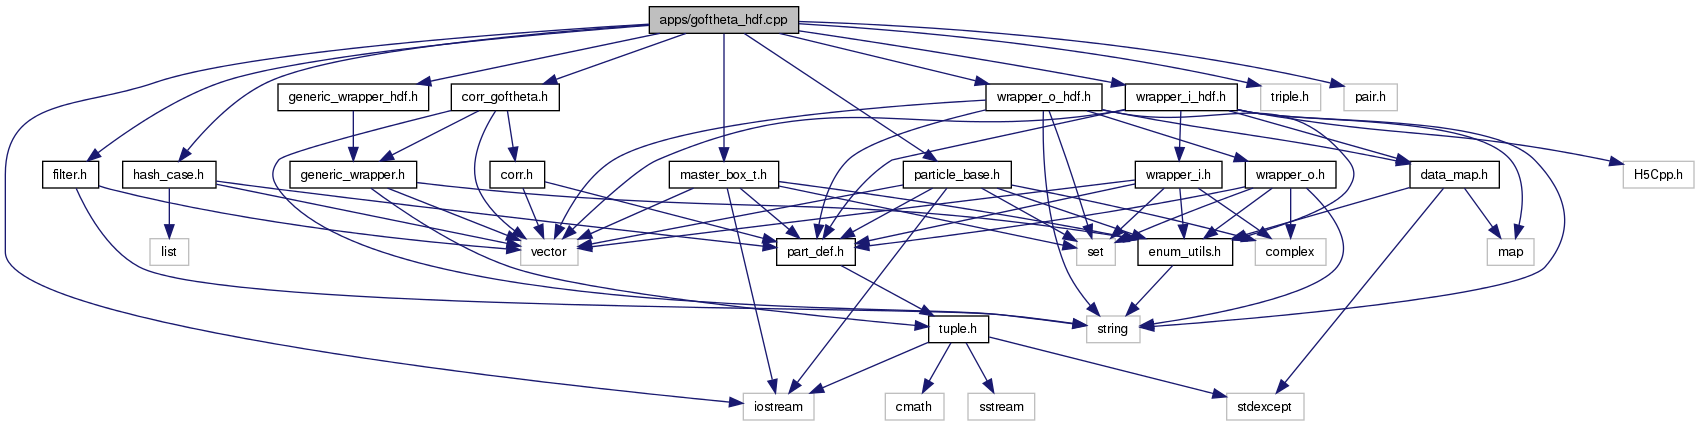 apps/goftheta_hdf.cpp
generic_wrapper_hdf.h
corr_goftheta.h
wrapper_o_hdf.h
wrapper_i_hdf.h
triple.h
pair.h
filter.h
hash_case.h
generic_wrapper.h
corr.h
master_box_t.h
particle_base.h
wrapper_i.h
wrapper_o.h
data_map.h
H5Cpp.h
list
vector
part_def.h
set
enum_utils.h
complex
map
tuple.h
string
iostream
cmath
sstream
stdexcept